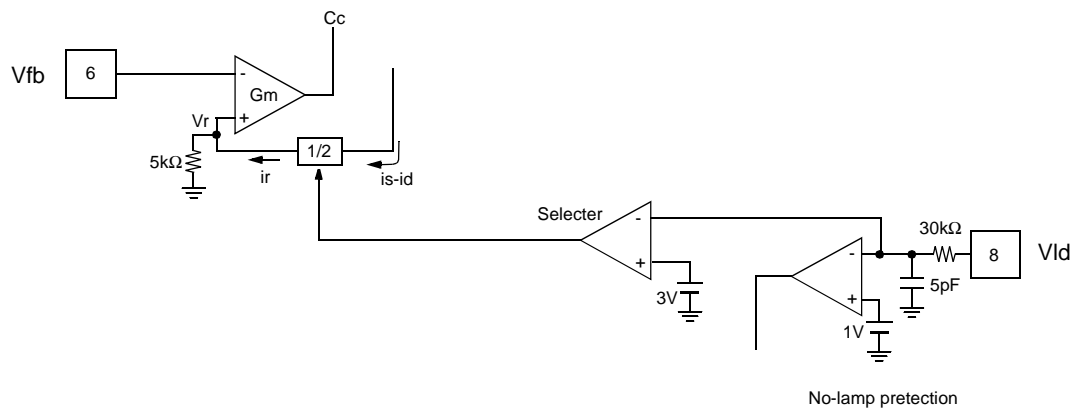 Cc
Vfb
6
-
Gm
Vr
+
5kΩ
1/2
ir
is-id
Selecter
-
+
3V
30kΩ
-
8
Vld
5pF
+
1V
No-lamp pretection